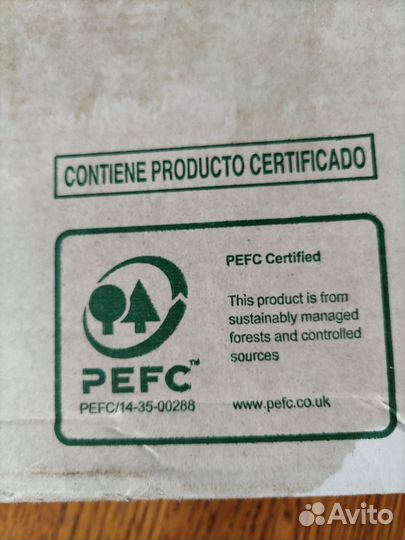 CONTIENE PRODUCTO CERTIFICADO
PEFC Certified
This product is from
sustainably managed
forests and controlled
sources
www.pefc.co.uk
PEFC™
PEFC/14-35-00288
Avito